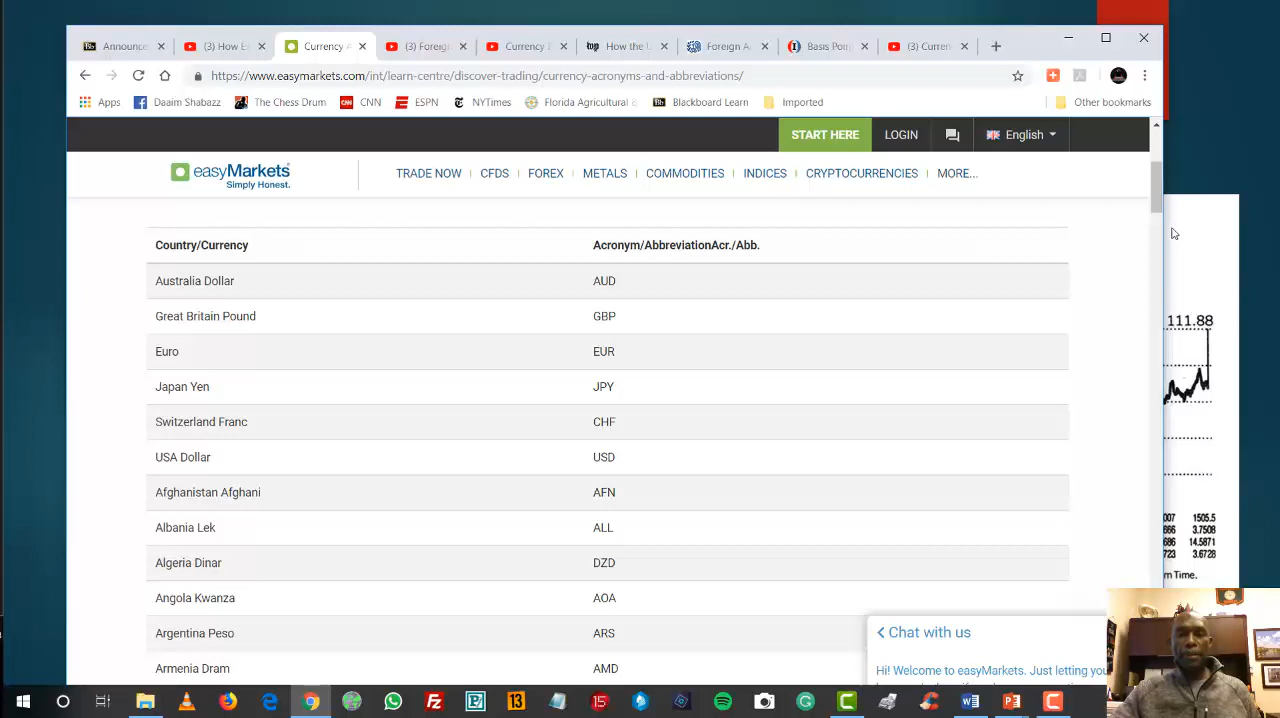 Announce
(3) How E
Currency A
(3) Foreig
Currency I
How the U
Foreign A
Basis Poin
(3) Curren
https://www.easymarkets.com/int/learn-centre/discover-trading/currency-acronyms-and-abbreviations/
Apps
Daaim Shabazz
The Chess Drum
CNN
ESPN
NYTimes
Florida Agricultural &
Blackboard Learn
Imported
Other bookmarks
START HERE
LOGIN
English
easyMarkets
Simply Honest.
TRADE NOW
CFDS
FOREX
METALS
COMMODITIES
INDICES
CRYPTOCURRENCIES
MORE...
Country/Currency Acronym/AbbreviationAcr./Abb.
Australia Dollar AUD
Great Britain Pound GBP
Euro EUR
Japan Yen JPY
Switzerland Franc CHF
USA Dollar USD
Afghanistan Afghani AFN
Albania Lek ALL
Algeria Dinar DZD
Angola Kwanza AOA
Argentina Peso ARS
Armenia Dram AMD
111.88
007 1505.5
666 3.7508
686 14.5871
723 3.6728
m Time.
Chat with us
Hi! Welcome to easyMarkets. Just letting you